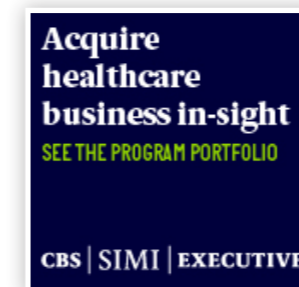 Acquire
healthcare
business in-sight
SEE THE PROGRAM PORTFOLIO
CBS | SIMI | EXECUTIVE